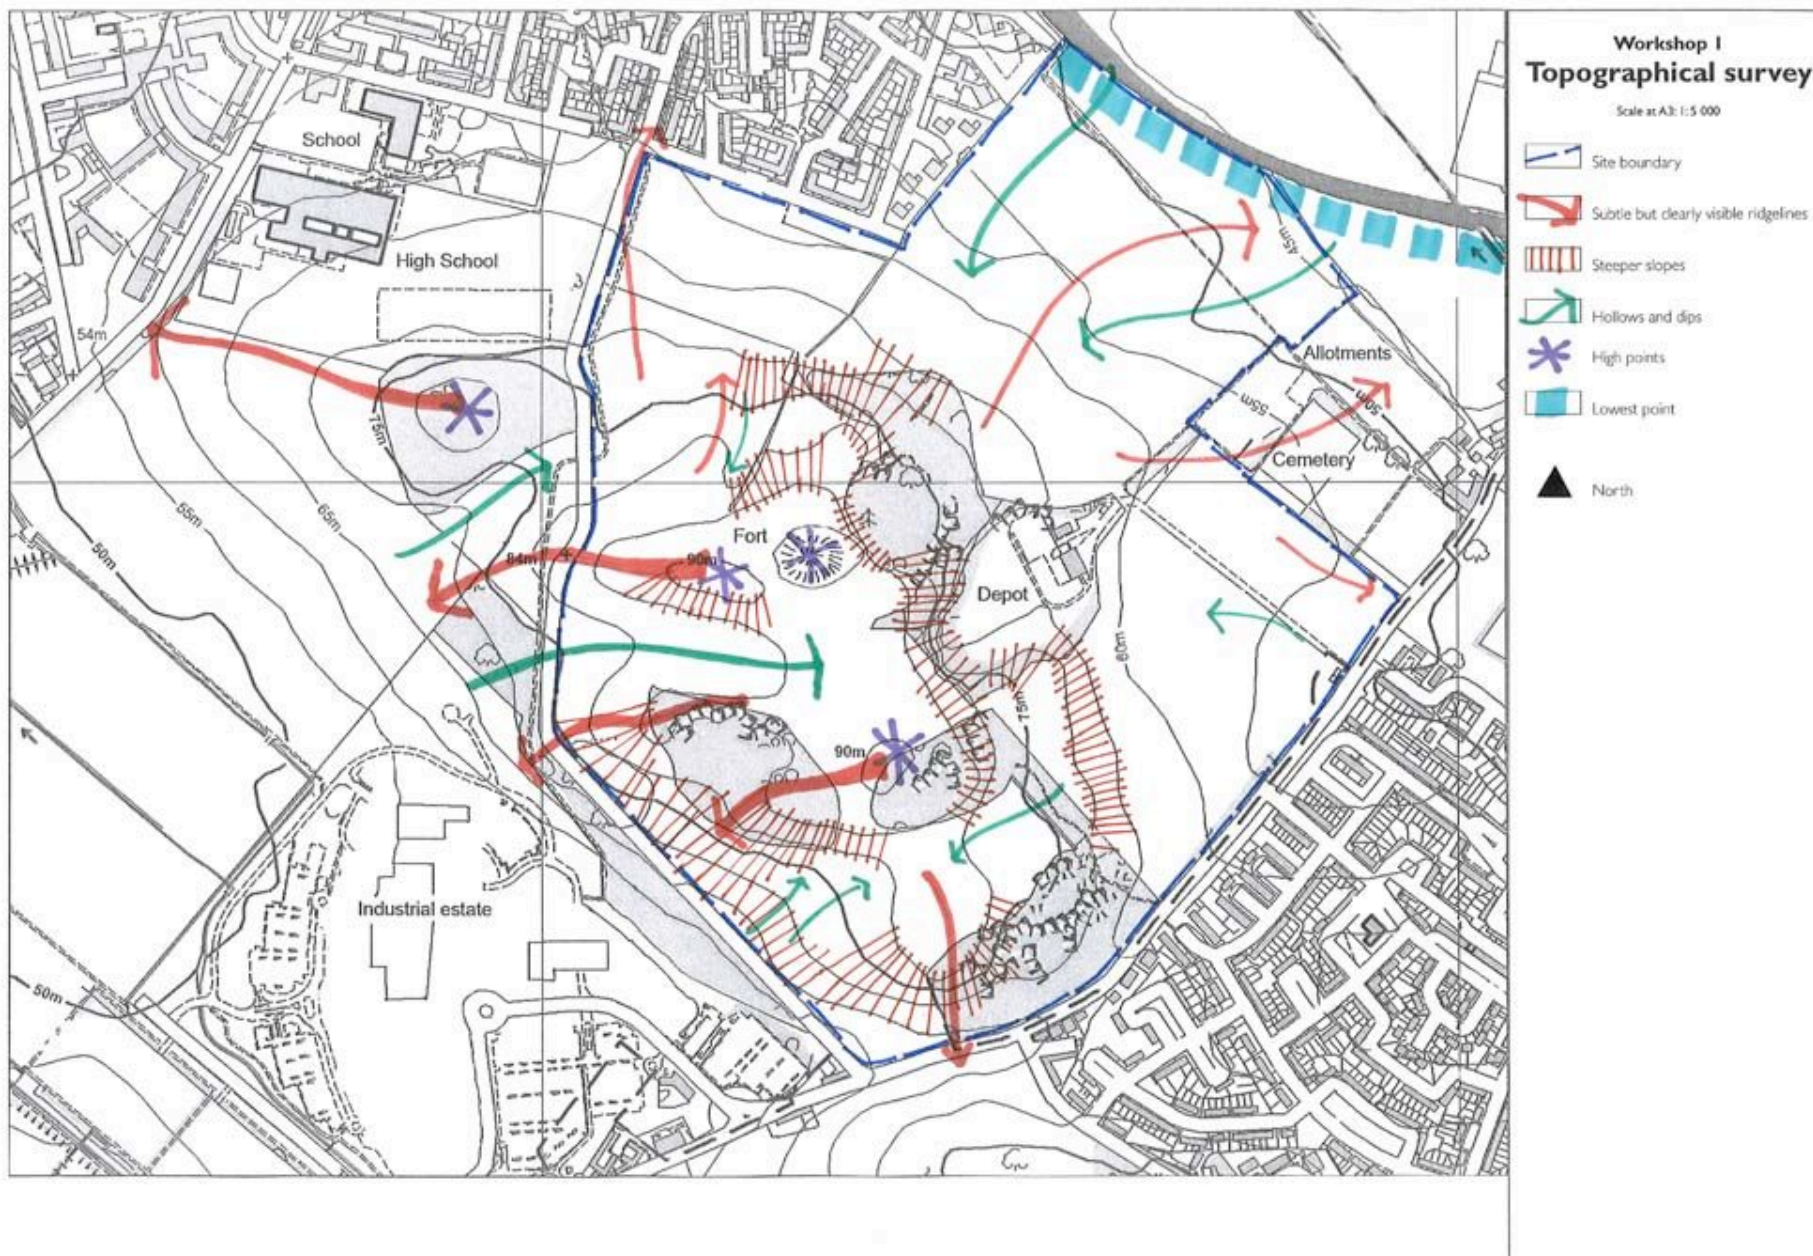 Workshop 1
Topographical survey
Scale at A3: 1:5 000
Site boundary
Subtle but clearly visible ridgelines
Steeper slopes
Hollows and dips
High points
Lowest point
North
School
High School
54m
75m
45m
Allotments
50m
55m
Cemetery
65m
55m
50m
Fort
84m
90m
Depot
60m
75m
90m
Industrial estate
50m